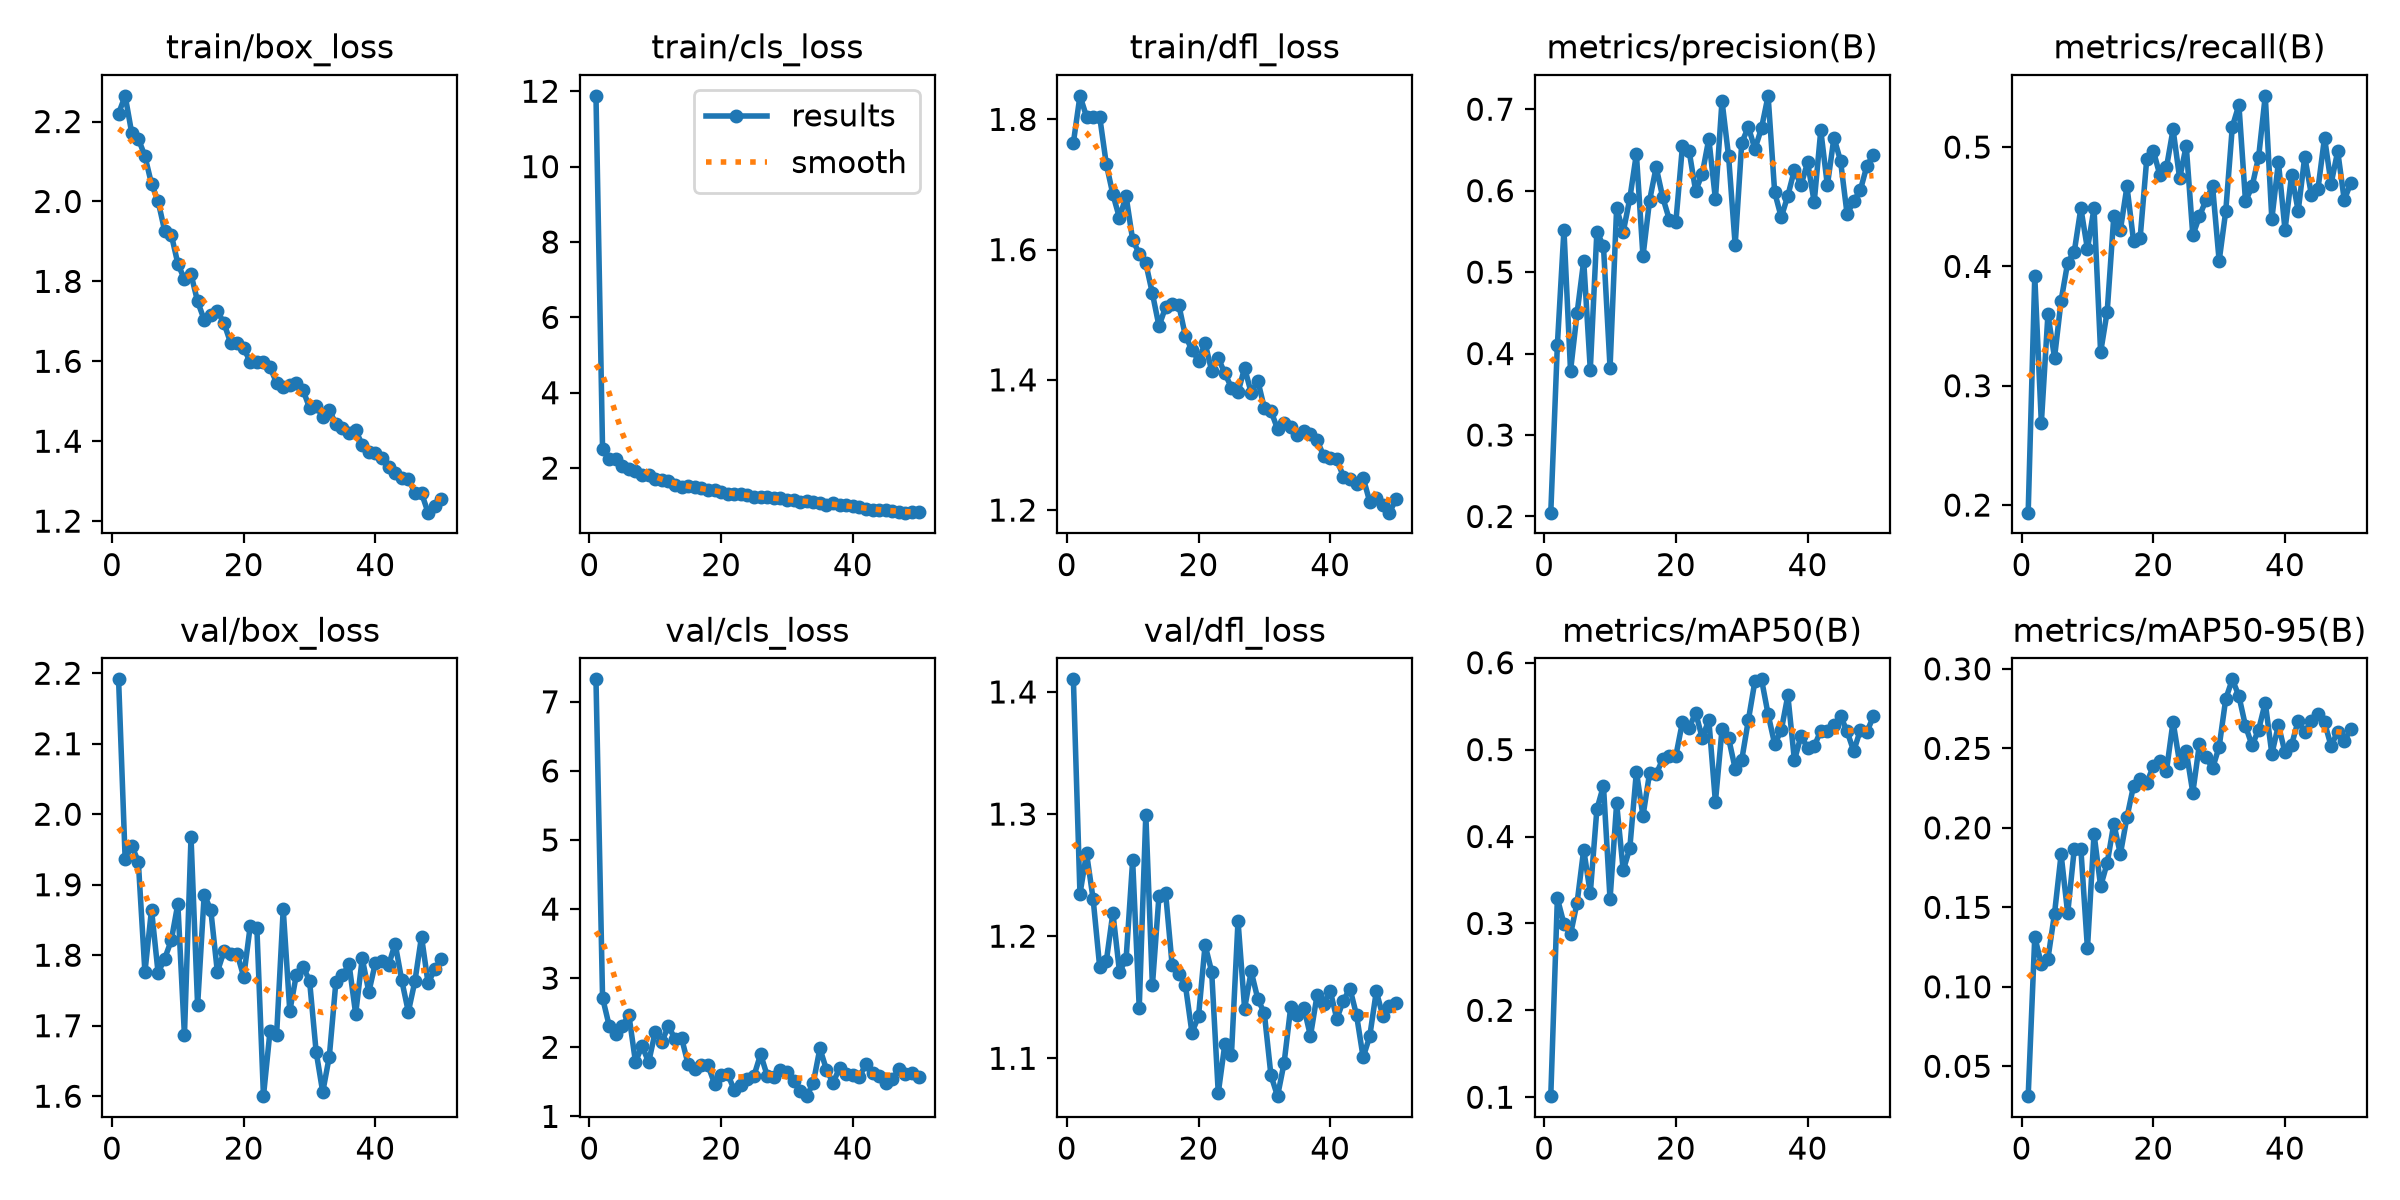 train/box_loss
train/cls_loss
train/dfl_loss
metrics/precision(B)
metrics/recall(B)
2.2
2.0
1.8
1.6
1.4
1.2
0 20 40
12
10
8
6
4
2
0 20 40
results
smooth
1.8
1.6
1.4
1.2
0 20 40
0.7
0.6
0.5
0.4
0.3
0.2
0 20 40
0.5
0.4
0.3
0.2
0 20 40
val/box_loss
val/cls_loss
val/dfl_loss
metrics/mAP50(B)
metrics/mAP50-95(B)
2.2
2.1
2.0
1.9
1.8
1.7
1.6
0 20 40
7
6
5
4
3
2
1
0 20 40
1.4
1.3
1.2
1.1
0 20 40
0.6
0.5
0.4
0.3
0.2
0.1
0 20 40
0.30
0.25
0.20
0.15
0.10
0.05
0 20 40